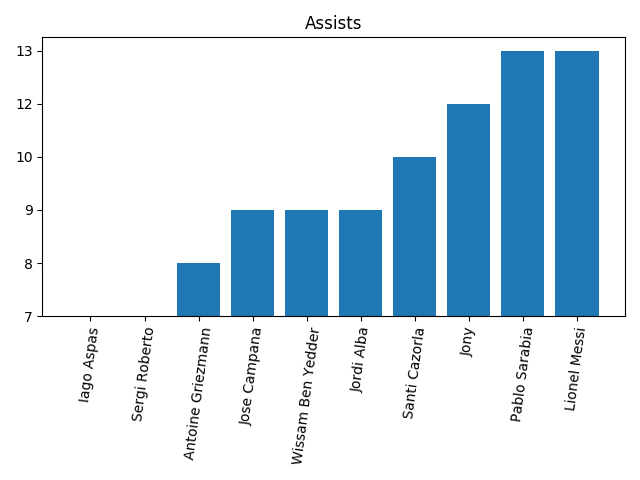 Assists
13
12
10
9
8
7
Iago Aspas
Sergi Roberto
Antoine Griezmann
Jose Campana
Wissam Ben Yedder
Jordi Alba
Santi Cazorla
Jony
Pablo Sarabia
Lionel Messi